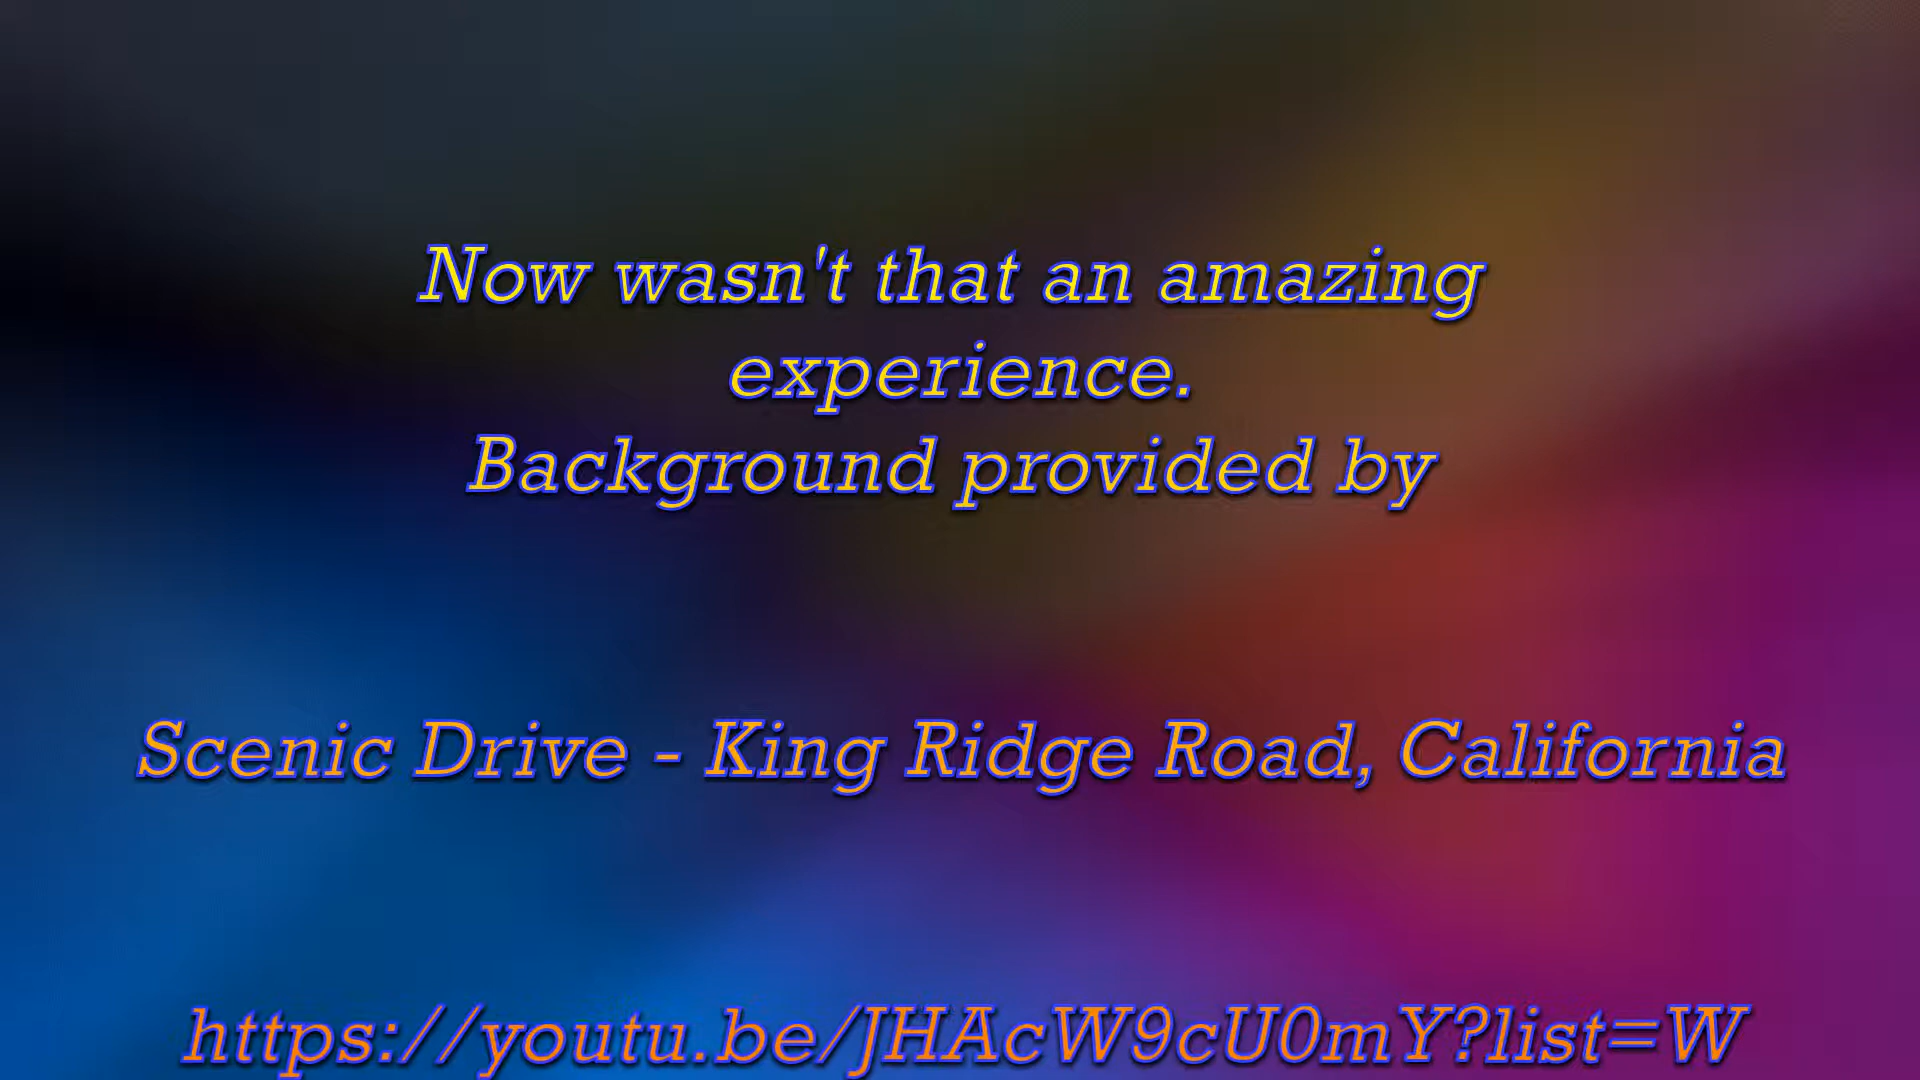 Now wasn't that an amazing
experience.
Background provided by
Scenic Drive - King Ridge Road, California
https://youtu.be/JHAcW9cU0mY?list=W